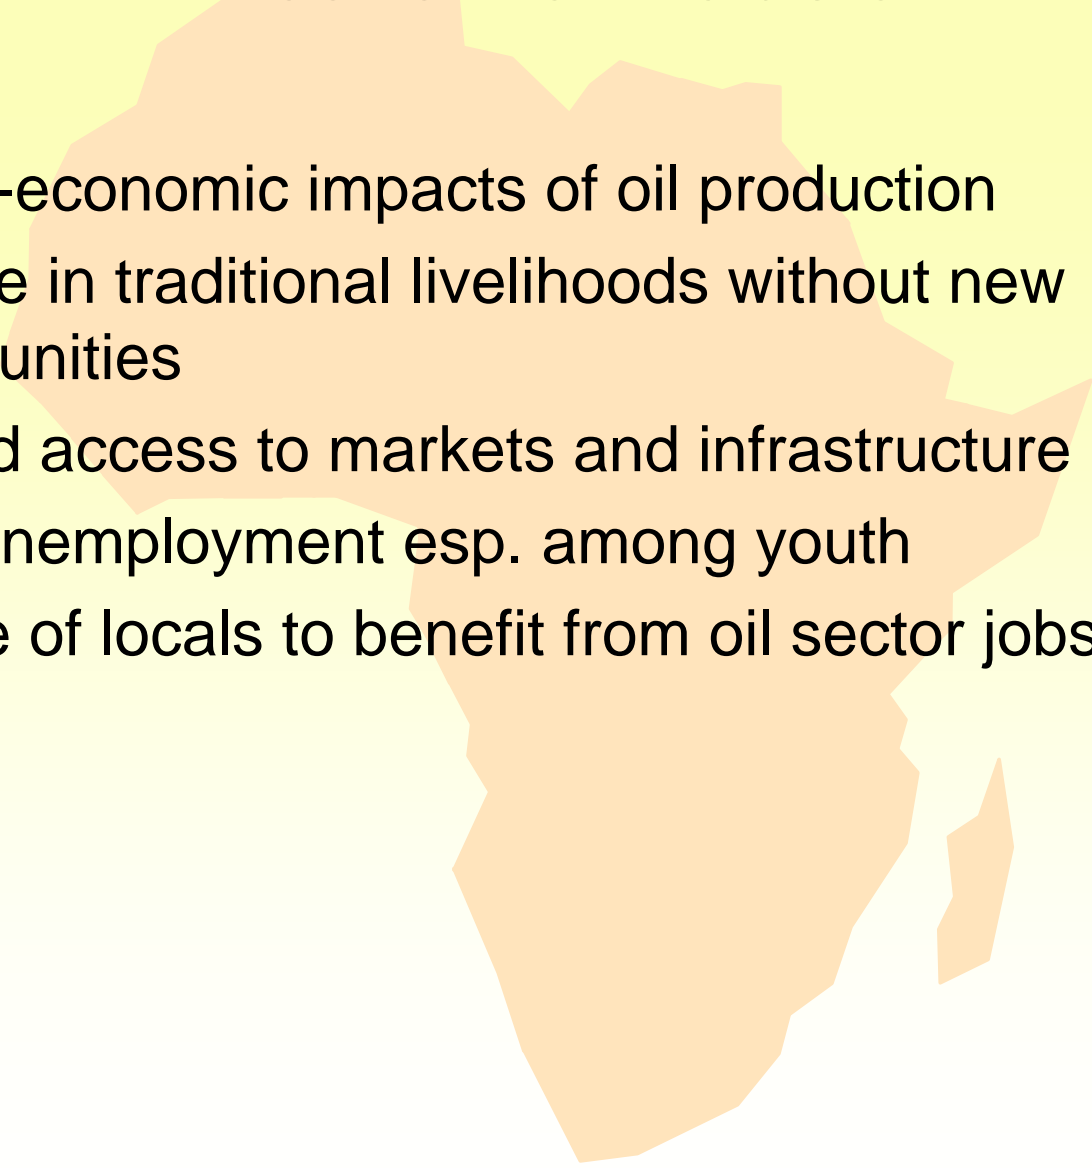 -economic impacts of oil production
e in traditional livelihoods without new
unities
d access to markets and infrastructure
nemployment esp. among youth
e of locals to benefit from oil sector jobs